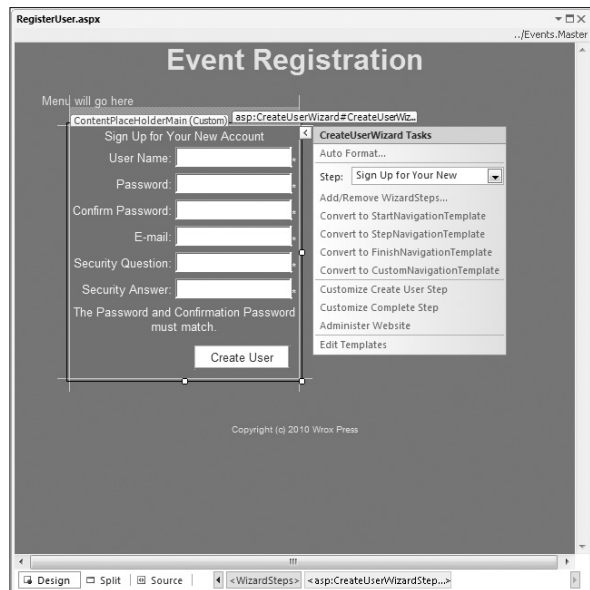 RegisterUser.aspx
../Events.Master
Event Registration
Menu will go here
ContentPlaceHolderMain (Custom)
asp:CreateUserWizard#CreateUserWiz...
Sign Up for Your New Account
User Name: *
Password: *
Confirm Password: *
E-mail: *
Security Question: *
Security Answer: *
The Password and Confirmation Password
must match.
Create User
CreateUserWizard Tasks
Auto Format...
Step: Sign Up for Your New
Add/Remove WizardSteps...
Convert to StartNavigationTemplate
Convert to StepNavigationTemplate
Convert to FinishNavigationTemplate
Convert to CustomNavigationTemplate
Customize Create User Step
Customize Complete Step
Administer Website
Edit Templates
Copyright (c) 2010 Wrox Press
Design Split Source <WizardSteps> <asp:CreateUserWizardStep...>